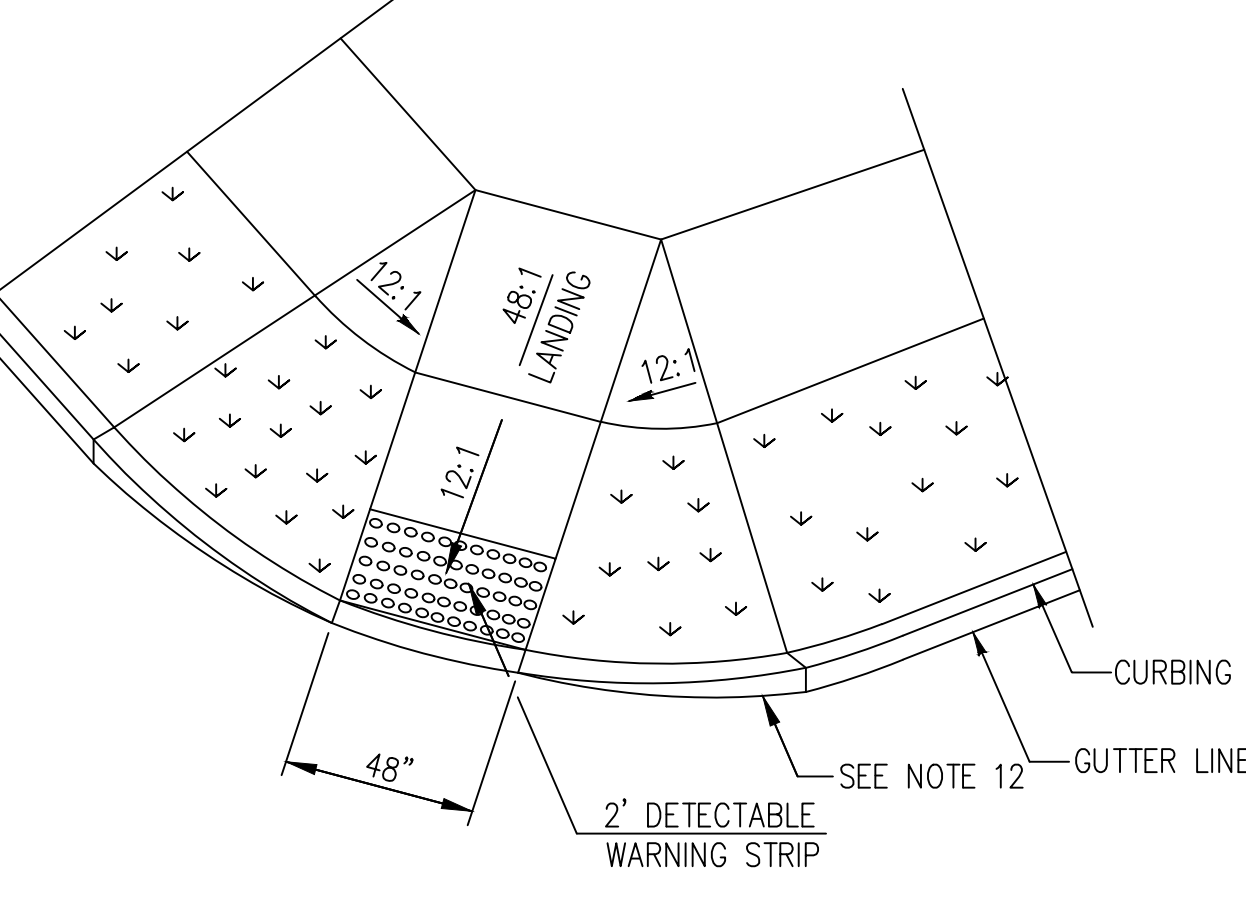 12:1
48:1
LANDING
12:1
12:1
CURBING
GUTTER LINE
SEE NOTE 12
48”
2’ DETECTABLE
WARNING STRIP